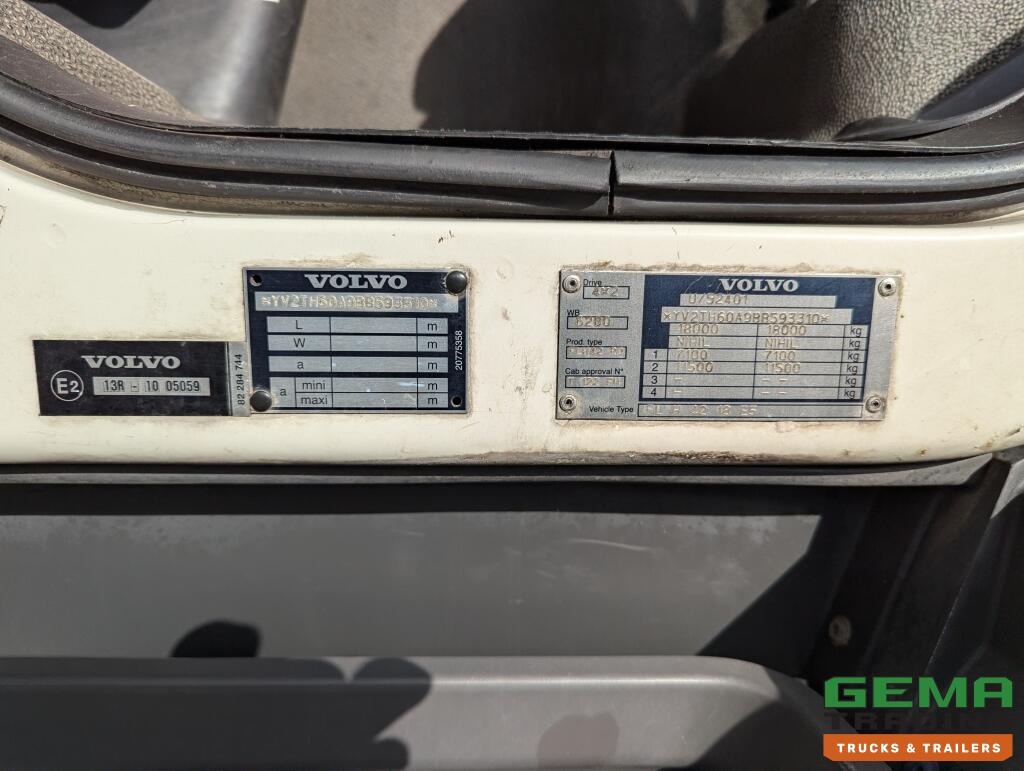 VOLVO
E2
13R - 10 05059
82 284 744
VOLVO
*YV2TH60A9BB593310*
L m
W m
a m
a mini m
maxi m
20775358
Drive
4X2
WB
Prod. type
Cab approval N°
Vehicle Type
VOLVO
*YV2TH60A9BB593310*
18000 18000 kg
NIHIL NIHIL kg
1 7100 7100 kg
2 11500 11500 kg
3 – – – kg
4 – – – kg
GEMA
TRADING
TRUCKS & TRAILERS